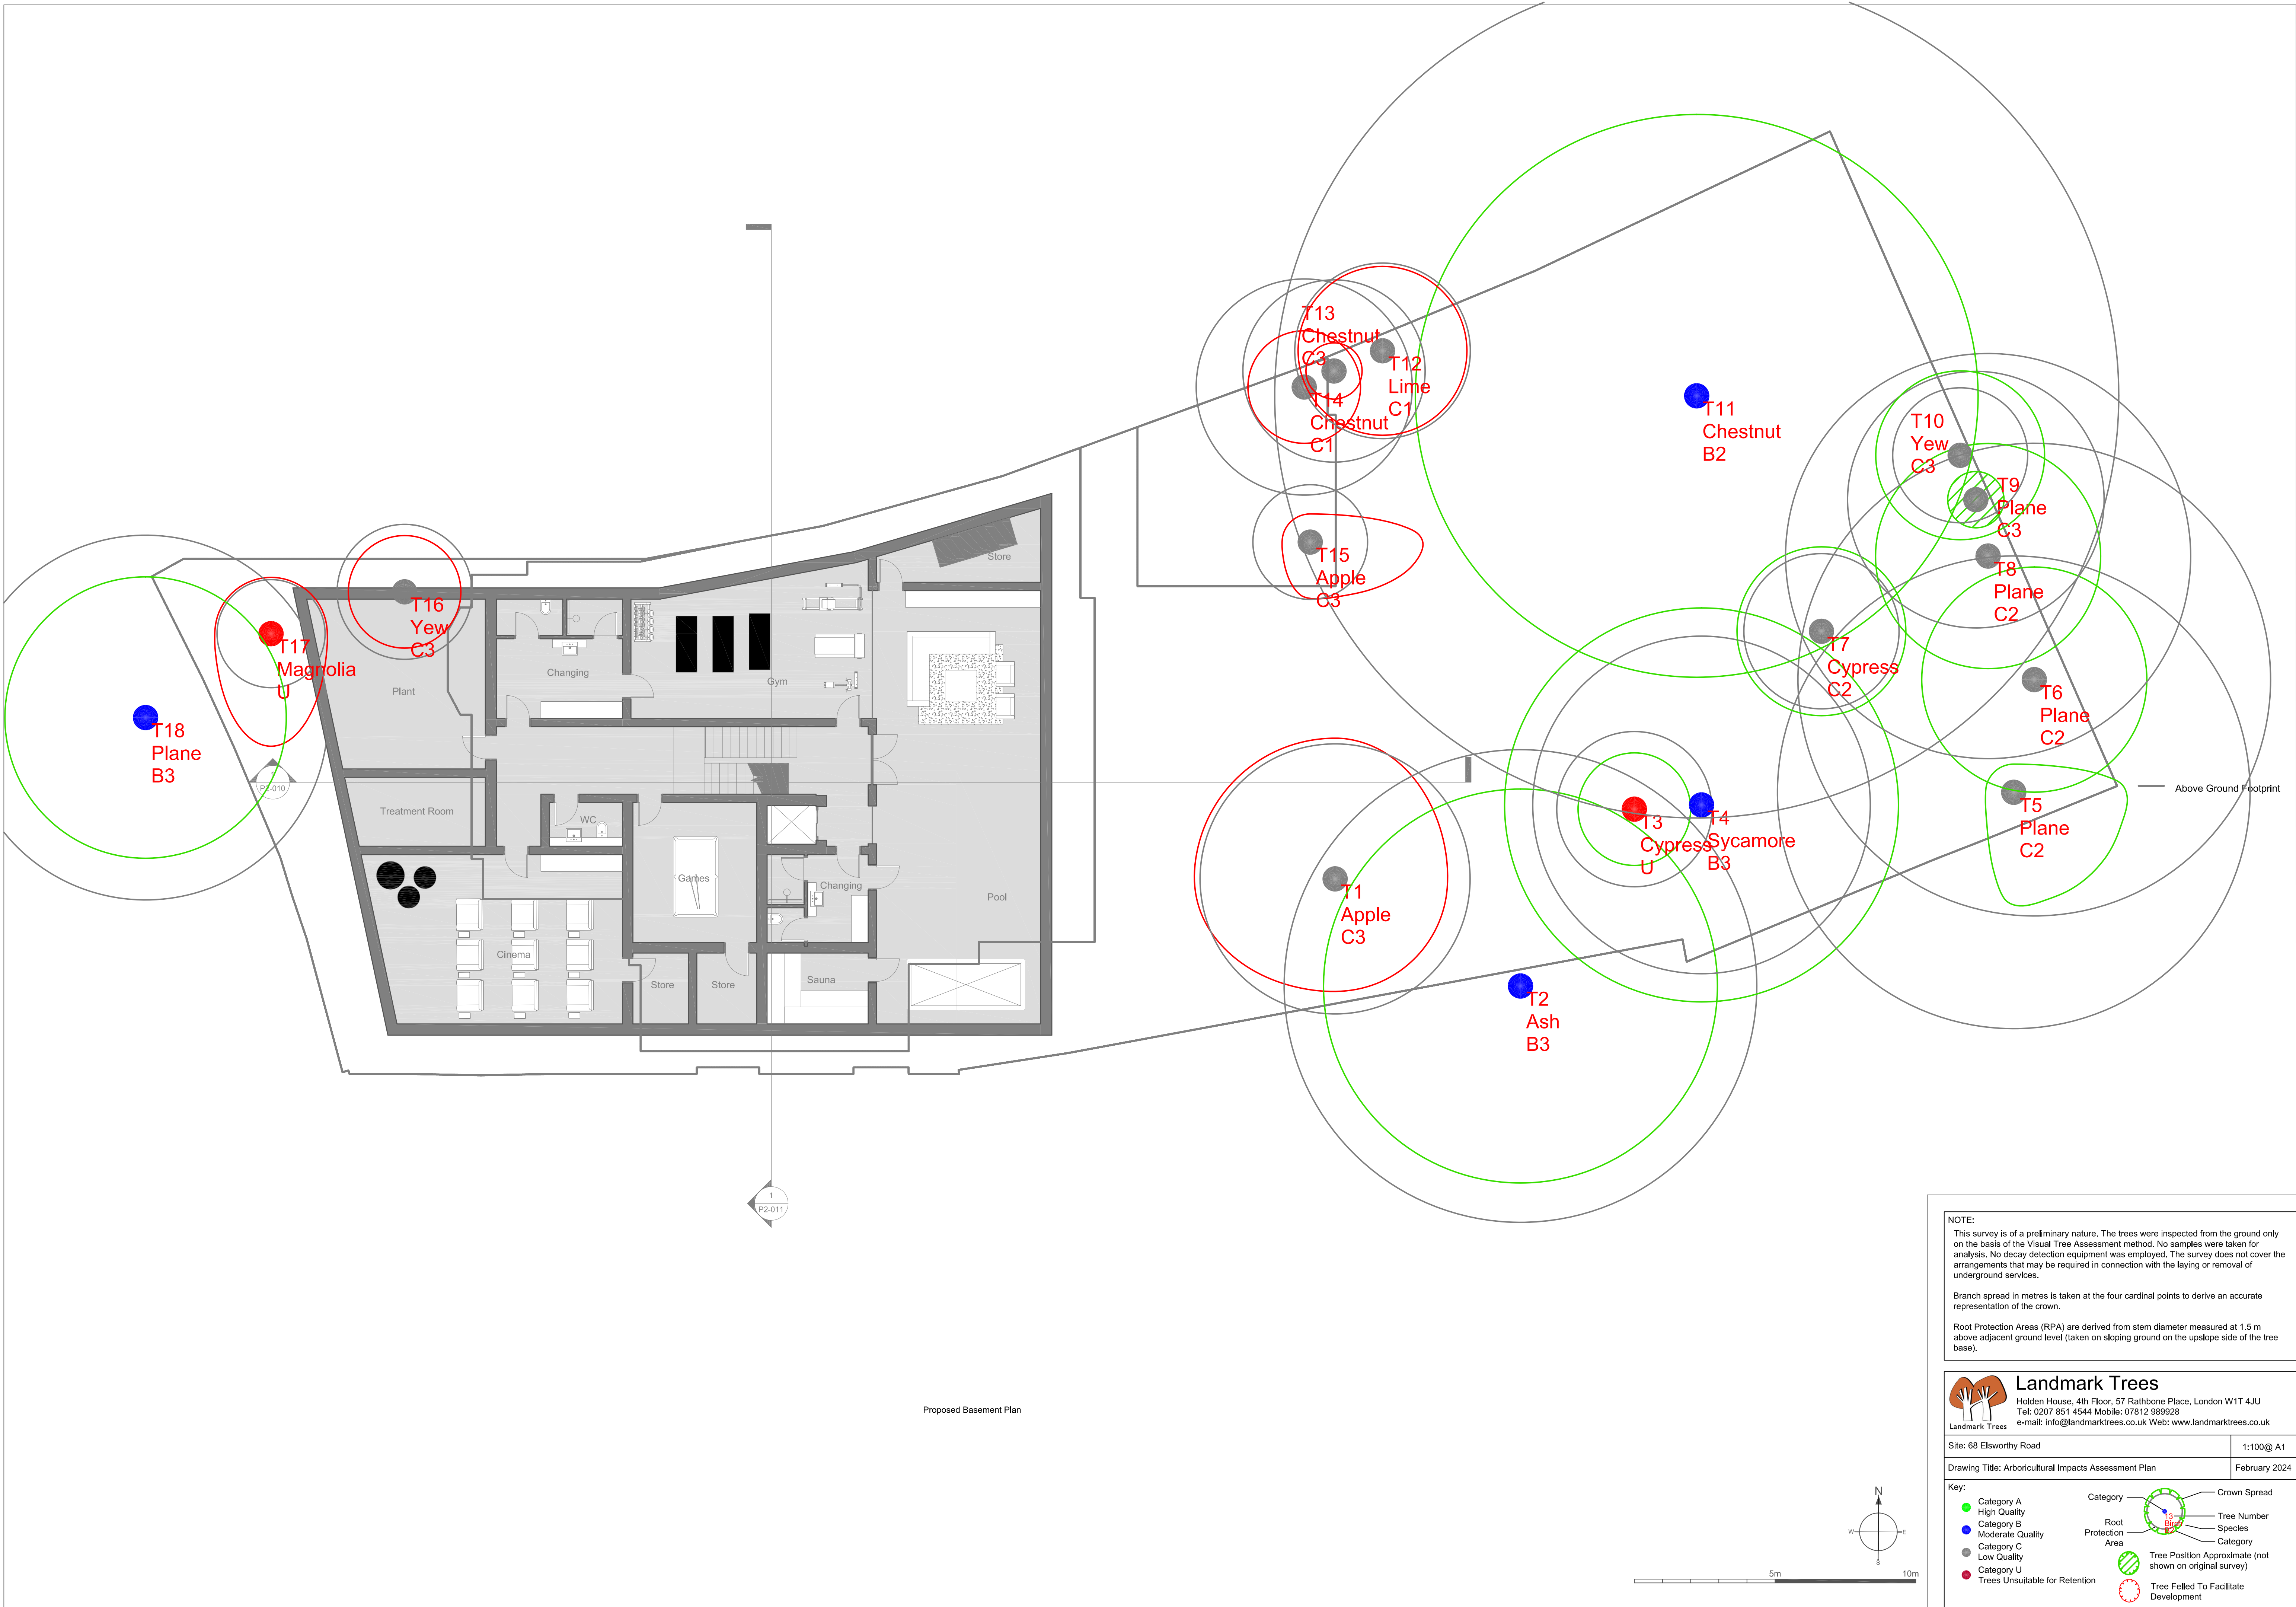 T13
Chestnut
C3
T12
Lime
C1
T14
Chestnut
C1
T11
Chestnut
B2
T10
Yew
C3
T9
Plane
C3
T15
Apple
C3
T8
Plane
C2
T7
Cypress
C2
T6
Plane
C2
T5
Plane
C2
Above Ground Footprint
T16
Yew
C3
T17
Magnolia
U
T18
Plane
B3
P2-010
Store
Changing
Gym
Plant
Treatment Room
WC
Games
Changing
Pool
Cinema
Store
Store
Sauna
T3
Cypress
U
T4
Sycamore
B3
T1
Apple
C3
T2
Ash
B3
1
P2-011
Proposed Basement Plan
N
W
E
S
5m
10m
NOTE:
This survey is of a preliminary nature. The trees were inspected from the ground only
on the basis of the Visual Tree Assessment method. No samples were taken for
analysis. No decay detection equipment was employed. The survey does not cover the
arrangements that may be required in connection with the laying or removal of
underground services.
Branch spread in metres is taken at the four cardinal points to derive an accurate
representation of the crown.
Root Protection Areas (RPA) are derived from stem diameter measured at 1.5 m
above adjacent ground level (taken on sloping ground on the upslope side of the tree
base).
Landmark Trees
Landmark Trees
Holden House, 4th Floor, 57 Rathbone Place, London W1T 4JU
Tel: 0207 851 4544 Mobile: 07812 989928
e-mail: info@landmarktrees.co.uk Web: www.landmarktrees.co.uk
Site: 68 Elsworthy Road
1:100@ A1
Drawing Title: Arboricultural Impacts Assessment Plan
February 2024
Key:
Category A
High Quality
Category B
Moderate Quality
Category C
Low Quality
Category U
Trees Unsuitable for Retention
Category
Root
Protection
Area
13
Birch
B2
Crown Spread
Tree Number
Species
Category
Tree Position Approximate (not
shown on original survey)
Tree Felled To Facilitate
Development